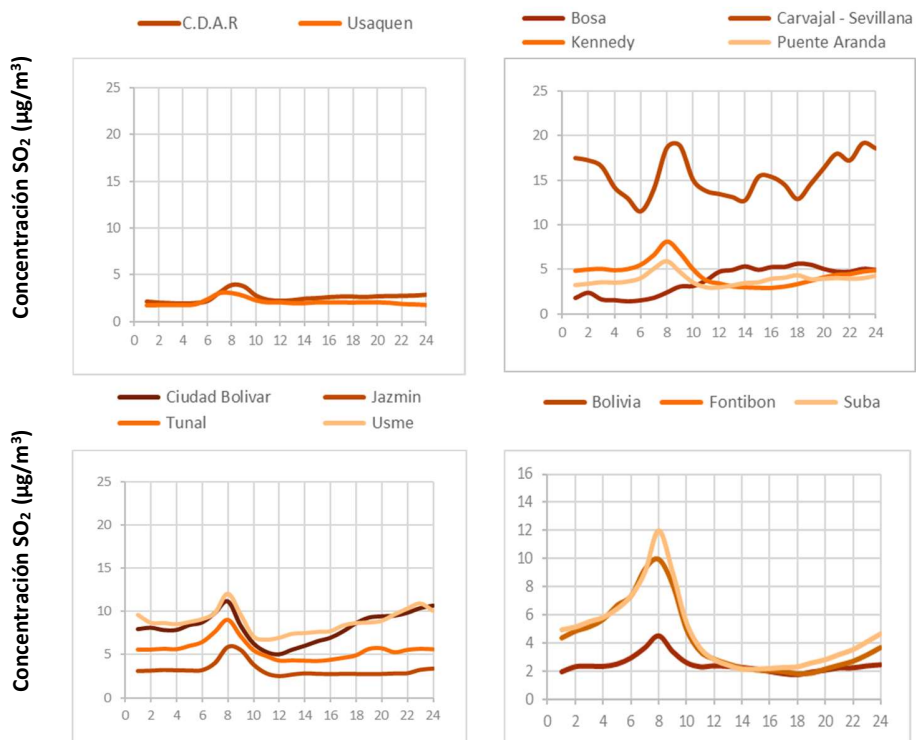 C.D.A.R Usaquen
Concentración SO₂ (µg/m³)
25
20
15
10
5
0
0 2 4 6 8 10 12 14 16 18 20 22 24
Bosa Carvajal - Sevillana
Kennedy Puente Aranda
25
20
15
10
5
0
0 2 4 6 8 10 12 14 16 18 20 22 24
Ciudad Bolivar Jazmin
Tunal Usme
Concentración SO₂ (µg/m³)
25
20
15
10
5
0
0 2 4 6 8 10 12 14 16 18 20 22 24
Bolivia Fontibon Suba
16
14
12
10
8
6
4
2
0
0 2 4 6 8 10 12 14 16 18 20 22 24